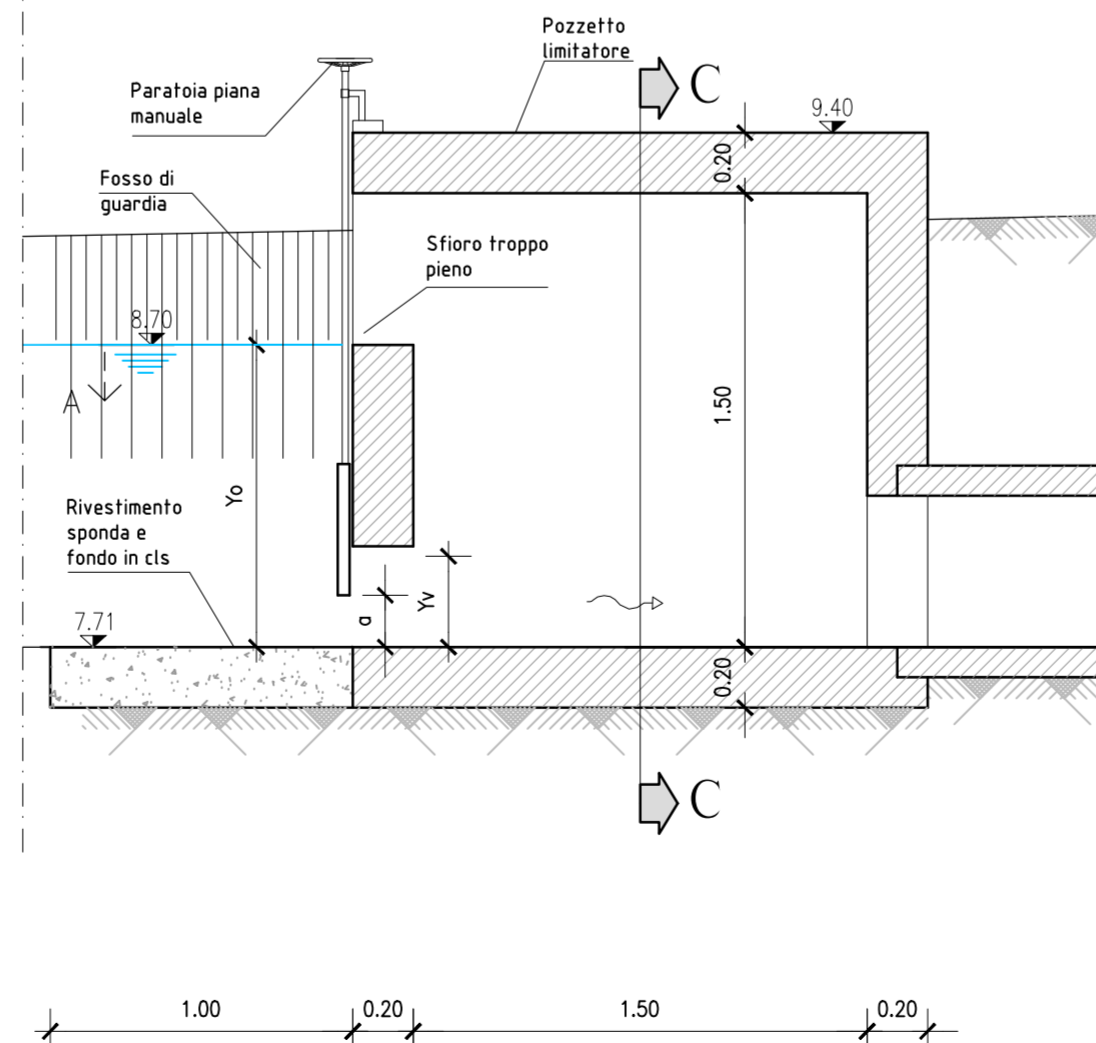 Pozzetto
limitatore
C
Paratoia piana
manuale
9.40
0.20
Fosso di
guardia
Sfioro troppo
pieno
8.70
A
1.50
Yo
Rivestimento
sponda e
fondo in cls
Yv
a
7.71
0.20
C
1.00
0.20
1.50
0.20